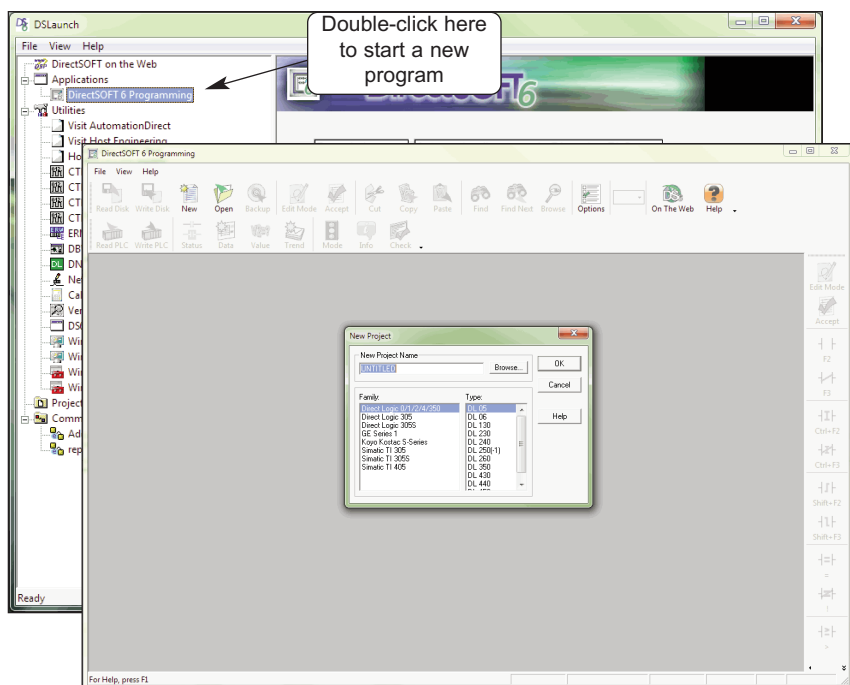 DSLaunch
Double-click here
to start a new
program
File View Help
DirectSOFT on the Web
Applications
DirectSOFT 6 Programming
Utilities
Visit AutomationDirect
Visit Host Engineering
DirectSOFT 6 Programming
File View Help
Read Disk Write Disk New Open Backup Edit Mode Accept Cut Copy Paste Find Find Next Browse Options On The Web Help
Read PLC Write PLC Status Data Value Trend Mode Info Check
Edit Mode
Accept
F2
F3
Ctrl+F2
Ctrl+F3
Shift+F2
Shift+F3
=
!
>
New Project
New Project Name
UNTITLED
Browse...
OK
Cancel
Help
Family:
Direct Logic 0/1/2/4/350
Direct Logic 305
Direct Logic 305S
GE Series 1
Koyo Kostac S-Series
Simatic TI 305
Simatic TI 305S
Simatic TI 405
Type:
DL 05
DL 06
DL 130
DL 230
DL 240
DL 250(-1)
DL 260
DL 350
DL 430
DL 440
Ready
For Help, press F1